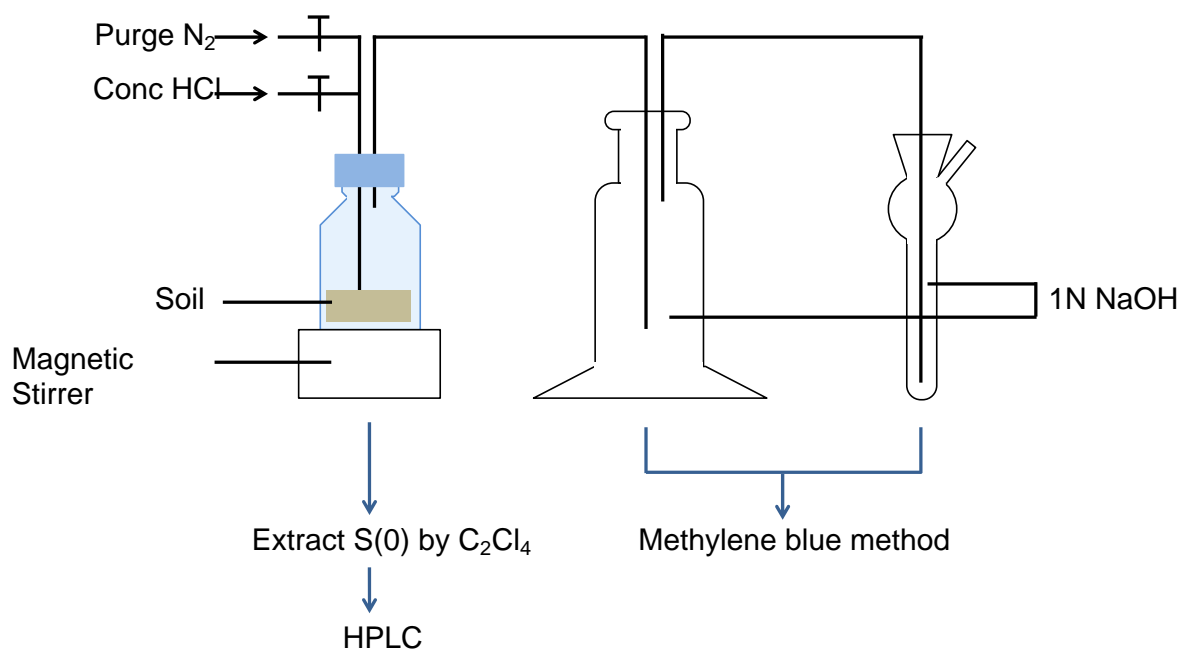 Purge N₂
Conc HCl
Soil
1N NaOH
Magnetic
Stirrer
Extract S(0) by C₂Cl₄
Methylene blue method
HPLC